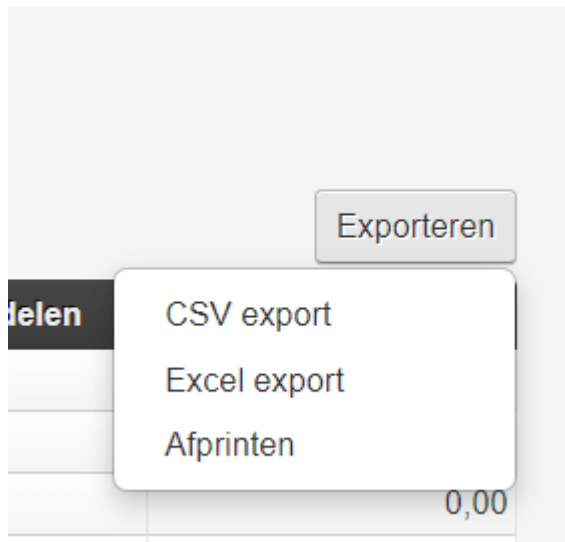 Exporteren
delen
CSV export
Excel export
Afprinten
0,00